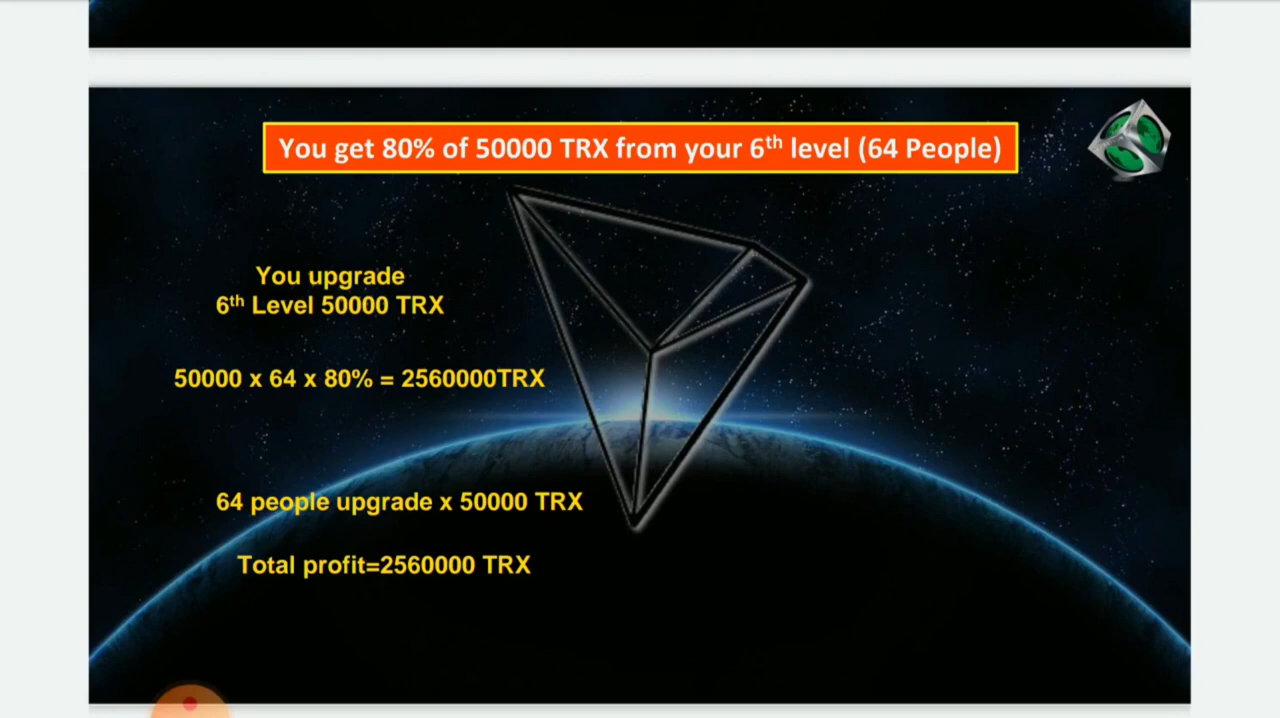 You get 80% of 50000 TRX from your 6th level (64 People)
You upgrade
6th Level 50000 TRX
50000 x 64 x 80% = 2560000TRX
64 people upgrade x 50000 TRX
Total profit=2560000 TRX